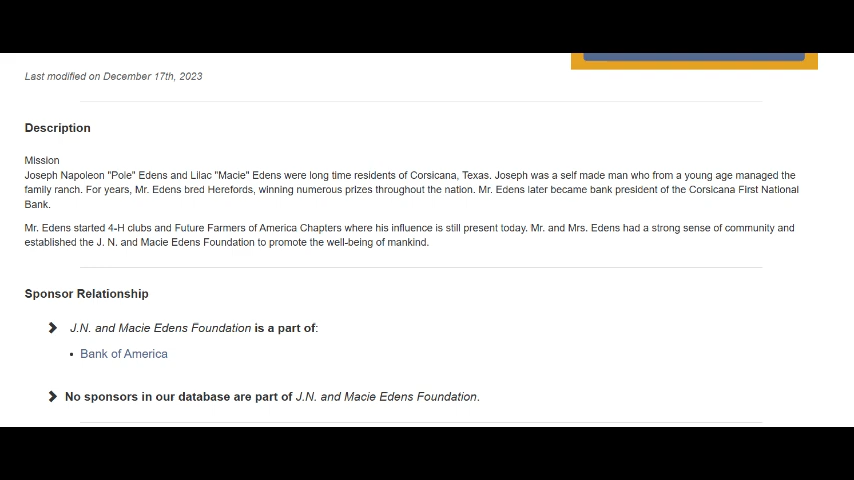 Last modified on December 17th, 2023
Description
Mission
Joseph Napoleon "Pole" Edens and Lilac "Macie" Edens were long time residents of Corsicana, Texas. Joseph was a self made man who from a young age managed the
family ranch. For years, Mr. Edens bred Herefords, winning numerous prizes throughout the nation. Mr. Edens later became bank president of the Corsicana First National
Bank.
Mr. Edens started 4-H clubs and Future Farmers of America Chapters where his influence is still present today. Mr. and Mrs. Edens had a strong sense of community and
established the J. N. and Macie Edens Foundation to promote the well-being of mankind.
Sponsor Relationship
J.N. and Macie Edens Foundation is a part of:
• Bank of America
No sponsors in our database are part of J.N. and Macie Edens Foundation.